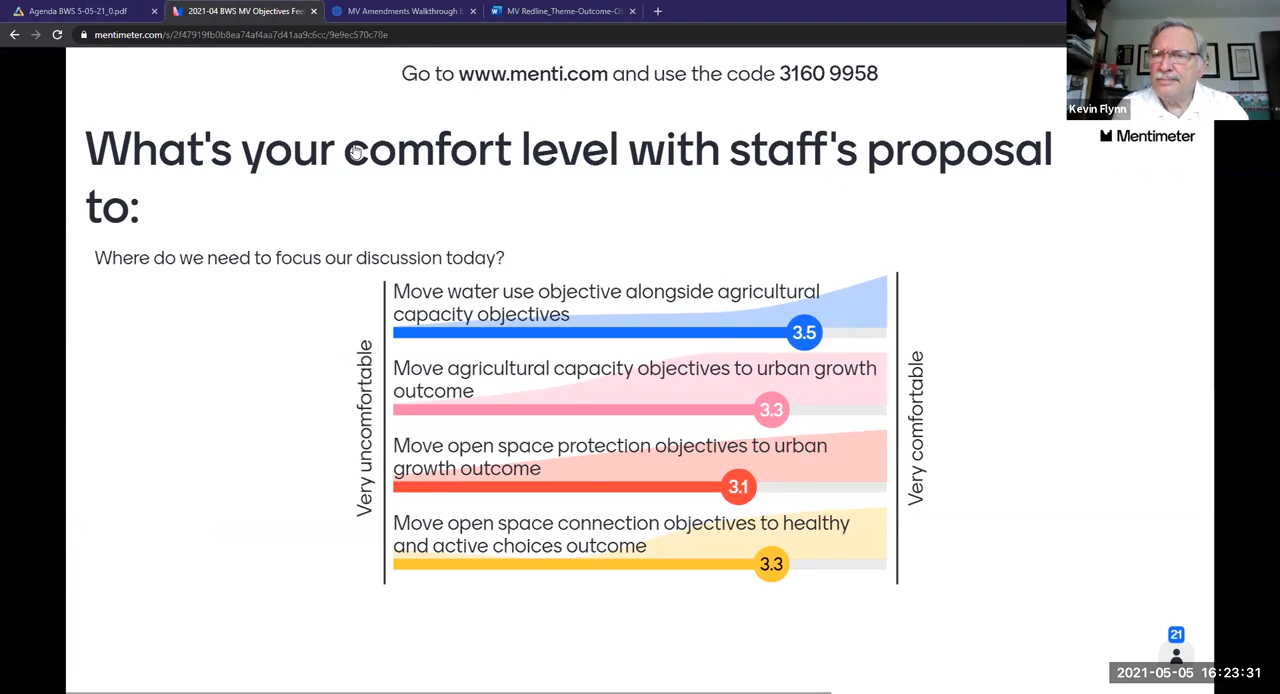 Agenda BWS 5-05-21_0.pdf
2021-04 BWS MV Objectives Fee
MV Amendments Walkthrough b
MV Redline_Theme-Outcome-O
mentimeter.com/s/2f47919fb0b8ea74af4aa7d41aa9c6cc/9e9ec570c78e
Go to www.menti.com and use the code 3160 9958
Kevin Flynn
Mentimeter
What's your comfort level with staff's proposal
to:
Where do we need to focus our discussion today?
Very uncomfortable
Move water use objective alongside agricultural
capacity objectives
3.5
Move agricultural capacity objectives to urban growth
outcome
3.3
Move open space protection objectives to urban
growth outcome
3.1
Move open space connection objectives to healthy
and active choices outcome
3.3
Very comfortable
21
2021-05-05 16:23:31